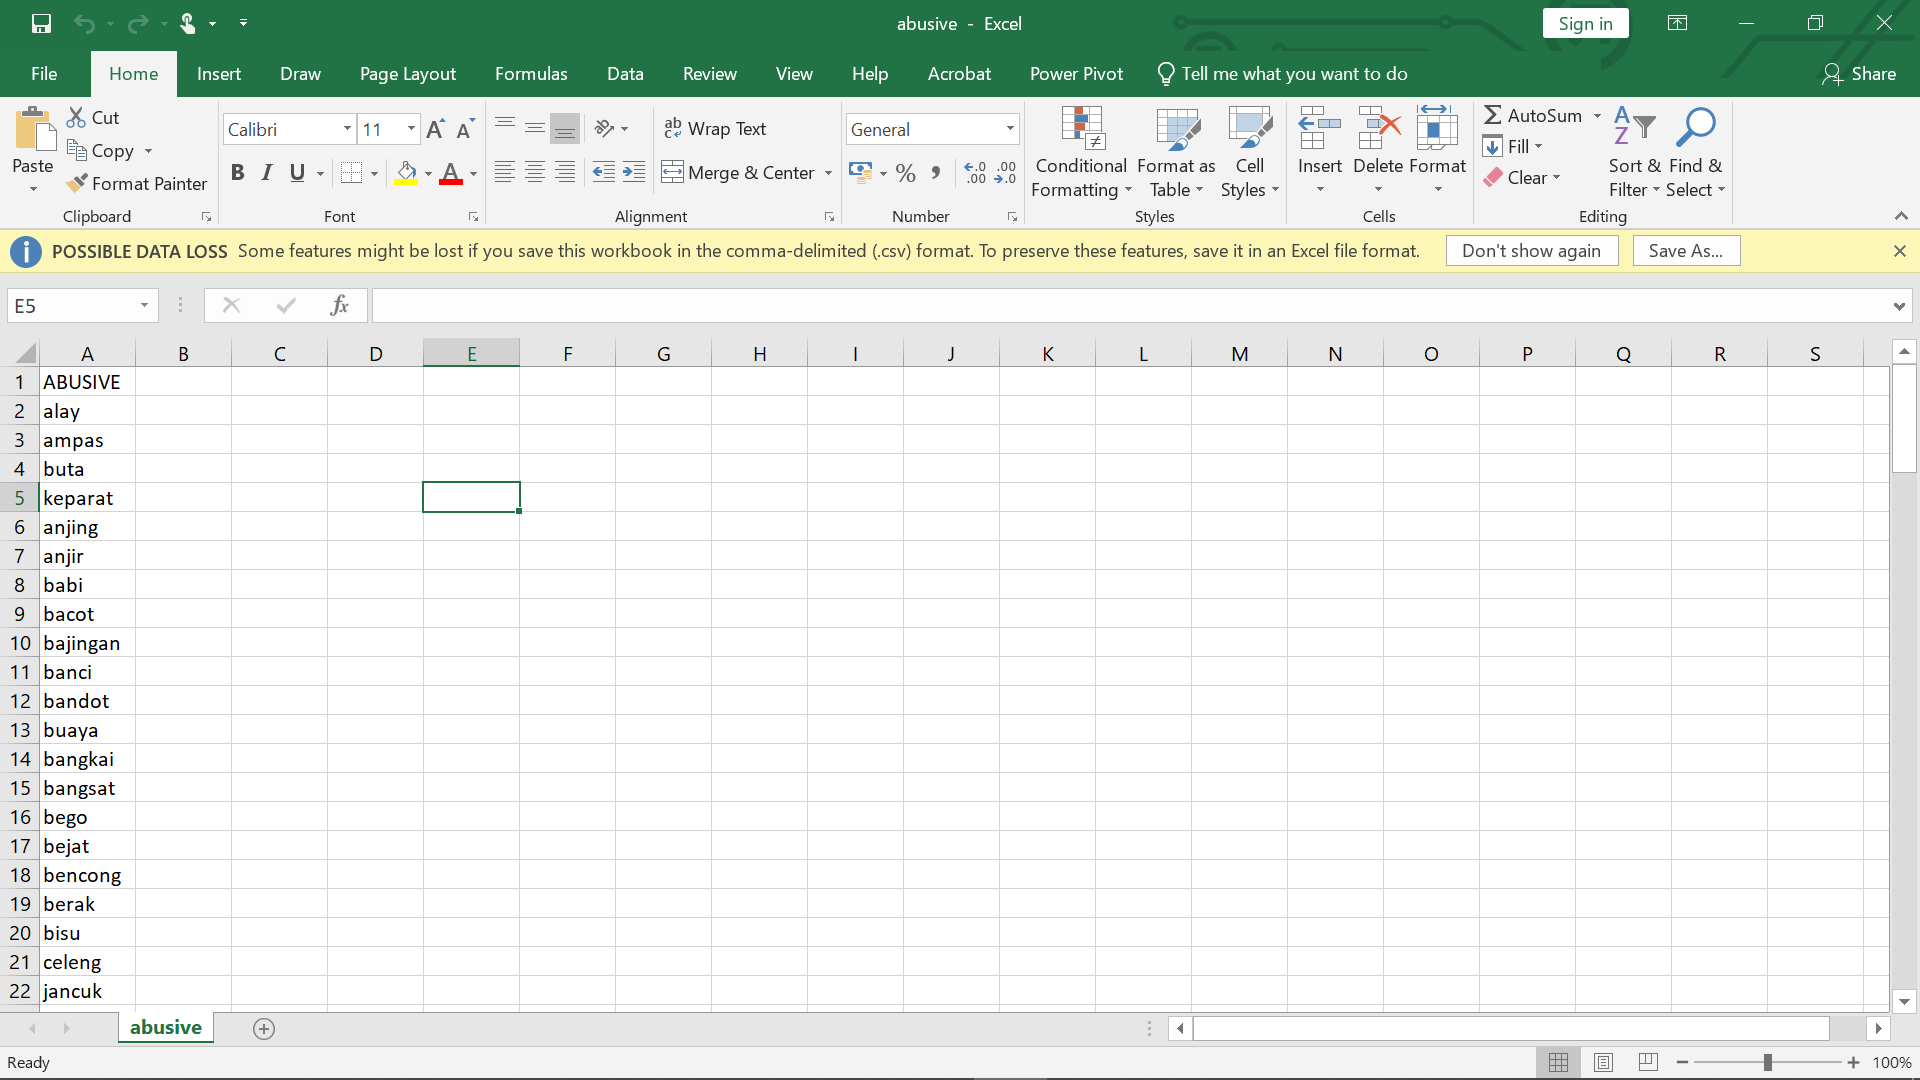 abusive - Excel
Sign in
File Home Insert Draw Page Layout Formulas Data Review View Help Acrobat Power Pivot Tell me what you want to do Share
Paste
Cut
Copy
Format Painter
Clipboard
Calibri 11
A A
B I U A
Font
ab Wrap Text
Merge & Center
Alignment
General
% , .0 .00 .00 .0
Number
Conditional Formatting
Format as Table
Cell Styles
Styles
Insert Delete Format
Cells
AutoSum
Fill
Clear
Sort & Filter
Find & Select
Editing
POSSIBLE DATA LOSS Some features might be lost if you save this workbook in the comma-delimited (.csv) format. To preserve these features, save it in an Excel file format. Don't show again Save As...
E5 fx
A B C D E F G H I J K L M N O P Q R S
1 ABUSIVE
2 alay
3 ampas
4 buta
5 keparat
6 anjing
7 anjir
8 babi
9 bacot
10 bajingan
11 banci
12 bandot
13 buaya
14 bangkai
15 bangsat
16 bego
17 bejat
18 bencong
19 berak
20 bisu
21 celeng
22 jancuk
abusive
Ready 100%